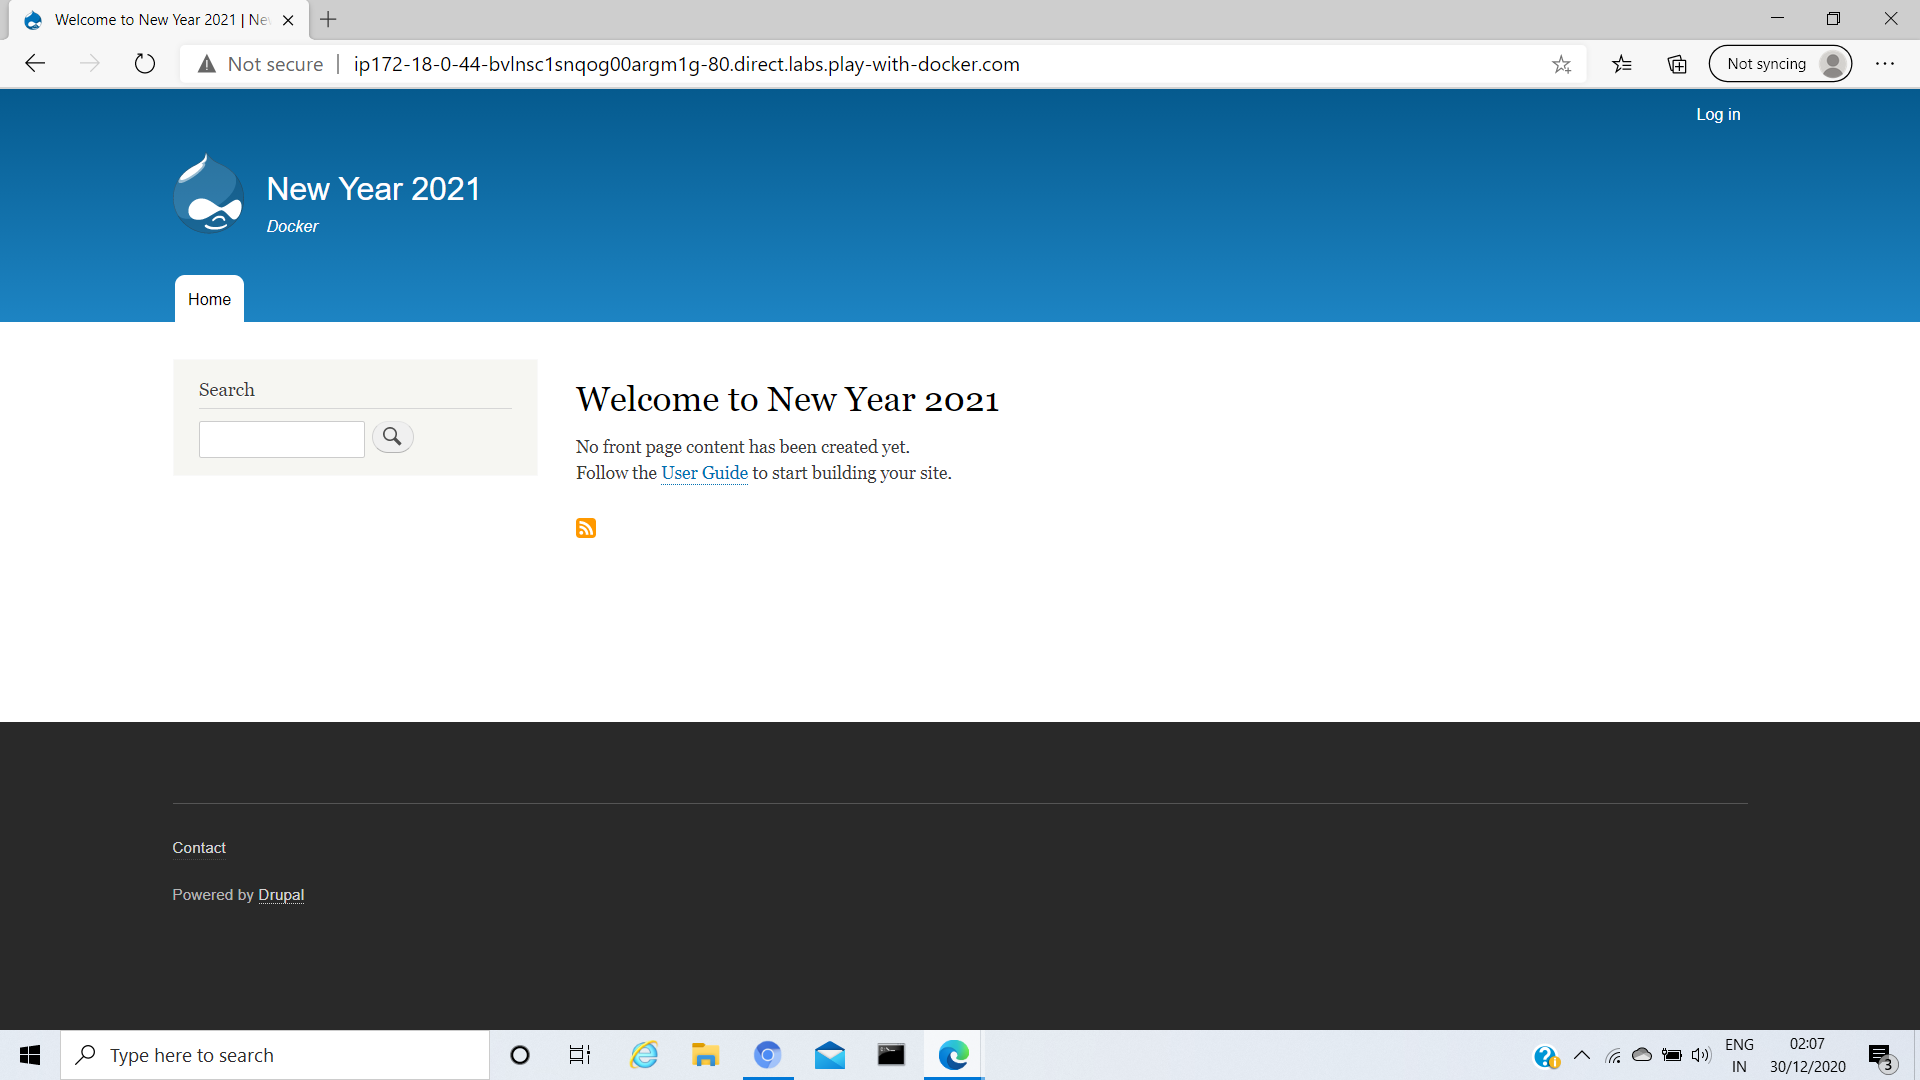 Welcome to New Year 2021 | Ne
Not secure | ip172-18-0-44-bvlnsc1snqog00argm1g-80.direct.labs.play-with-docker.com
Not syncing
Log in
New Year 2021
Docker
Home
Search
Welcome to New Year 2021
No front page content has been created yet.
Follow the User Guide to start building your site.
Contact
Powered by Drupal
Type here to search
ENG
IN
02:07
30/12/2020
3